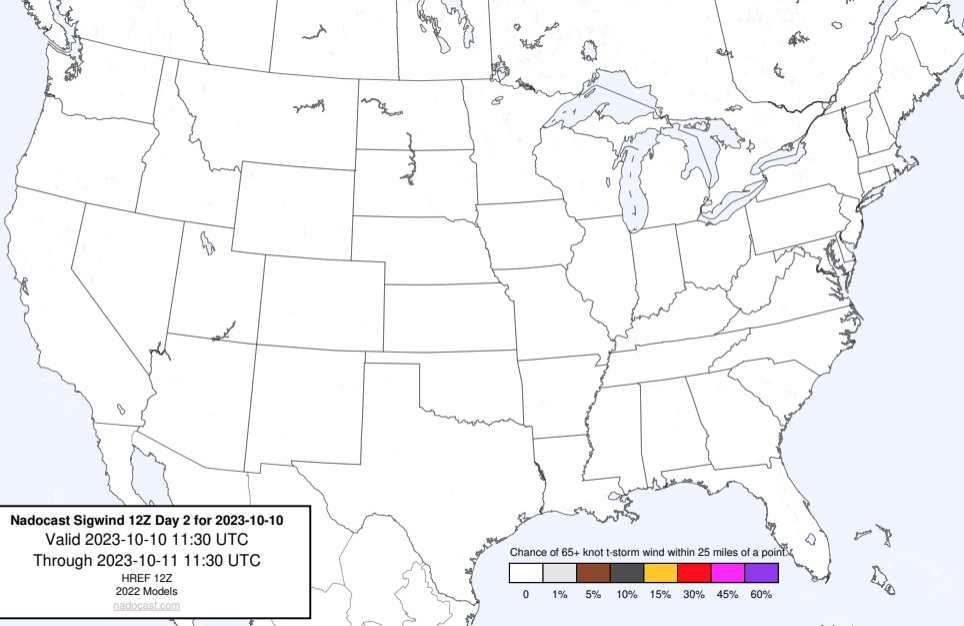 Nadocast Sigwind 12Z Day 2 for 2023-10-10
Valid 2023-10-10 11:30 UTC
Through 2023-10-11 11:30 UTC
HREF 12Z
2022 Models
nadocast.com
Chance of 65+ knot t-storm wind within 25 miles of a point.
0 1% 5% 10% 15% 30% 45% 60%